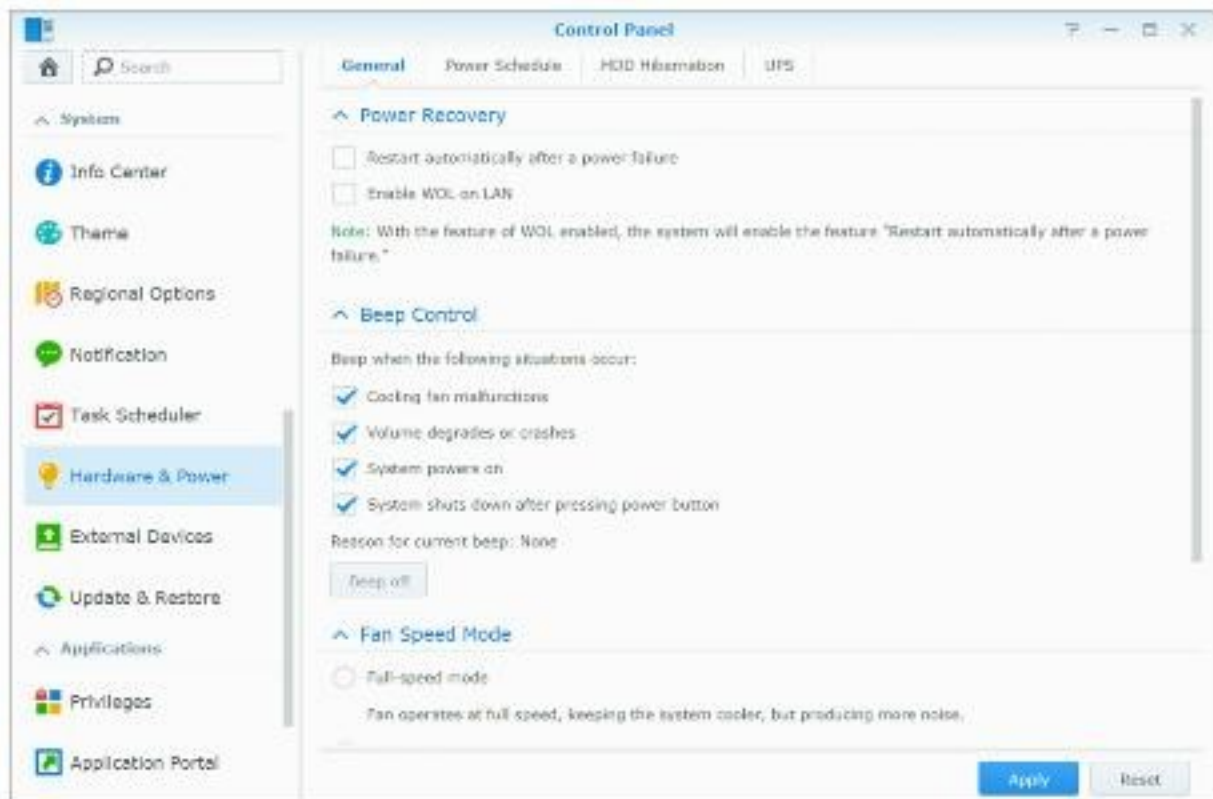 Control Panel
Search
System
Info Center
Theme
Regional Options
Notification
Task Scheduler
Hardware & Power
External Devices
Update & Restore
Applications
Privileges
Application Portal
General
Power Schedule
HDD Hibernation
UPS
Power Recovery
Restart automatically after a power failure
Enable WOL on LAN
Note: With the feature of WOL enabled, the system will enable the feature "Restart automatically after a power
failure."
Beep Control
Beep when the following situations occur:
Cooling fan malfunctions
Volume degrades or crashes
System powers on
System shuts down after pressing power button
Reason for current beep: None
Beep off
Fan Speed Mode
Full-speed mode
Fan operates at full speed, keeping the system cooler, but producing more noise.
Apply
Reset